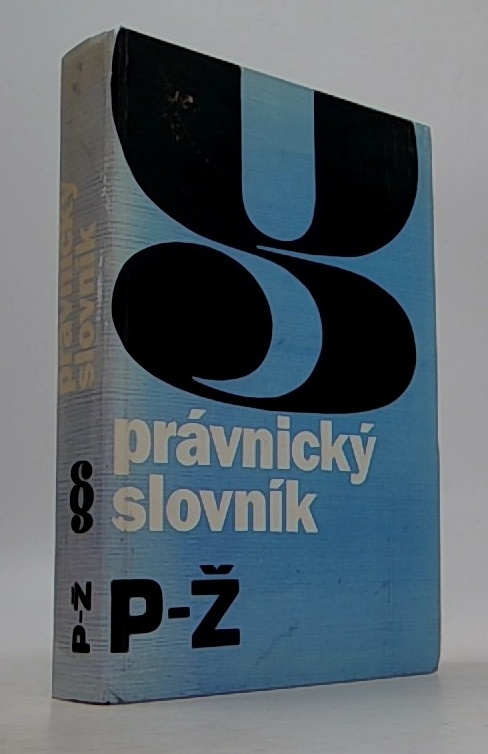 právnický
slovník
P-Ž
právnický
slovník
§
P-Ž